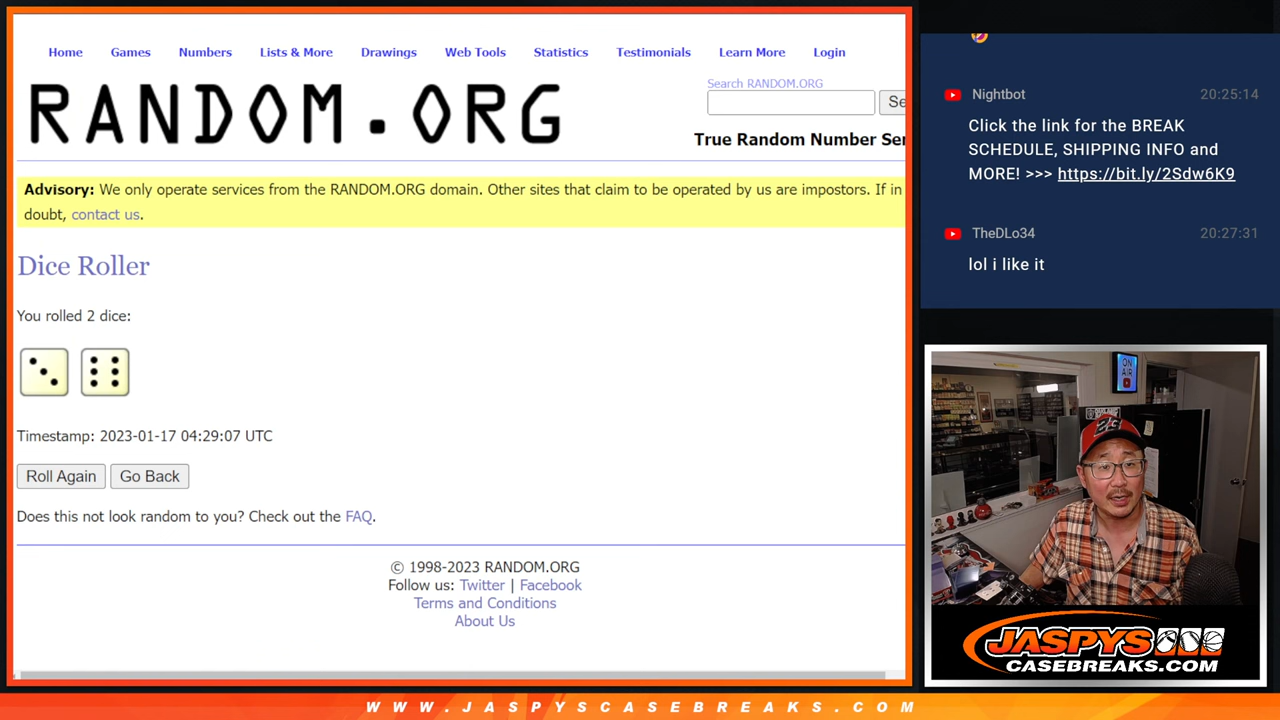 Home Games Numbers Lists & More Drawings Web Tools Statistics Testimonials Learn More Login
RANDOM.ORG
Search RANDOM.ORG
Se
True Random Number Ser
Advisory: We only operate services from the RANDOM.ORG domain. Other sites that claim to be operated by us are impostors. If in
doubt, contact us.
Dice Roller
You rolled 2 dice:
Timestamp: 2023-01-17 04:29:07 UTC
Roll Again Go Back
Does this not look random to you? Check out the FAQ.
© 1998-2023 RANDOM.ORG
Follow us: Twitter | Facebook
Terms and Conditions
About Us
Nightbot 20:25:14
Click the link for the BREAK
SCHEDULE, SHIPPING INFO and
MORE! >>> https://bit.ly/2Sdw6K9
TheDLo34 20:27:31
lol i like it
ON
AIR
JASPYS
CASEBREAKS.COM
WWW.JASPYSCASEBREAKS.COM